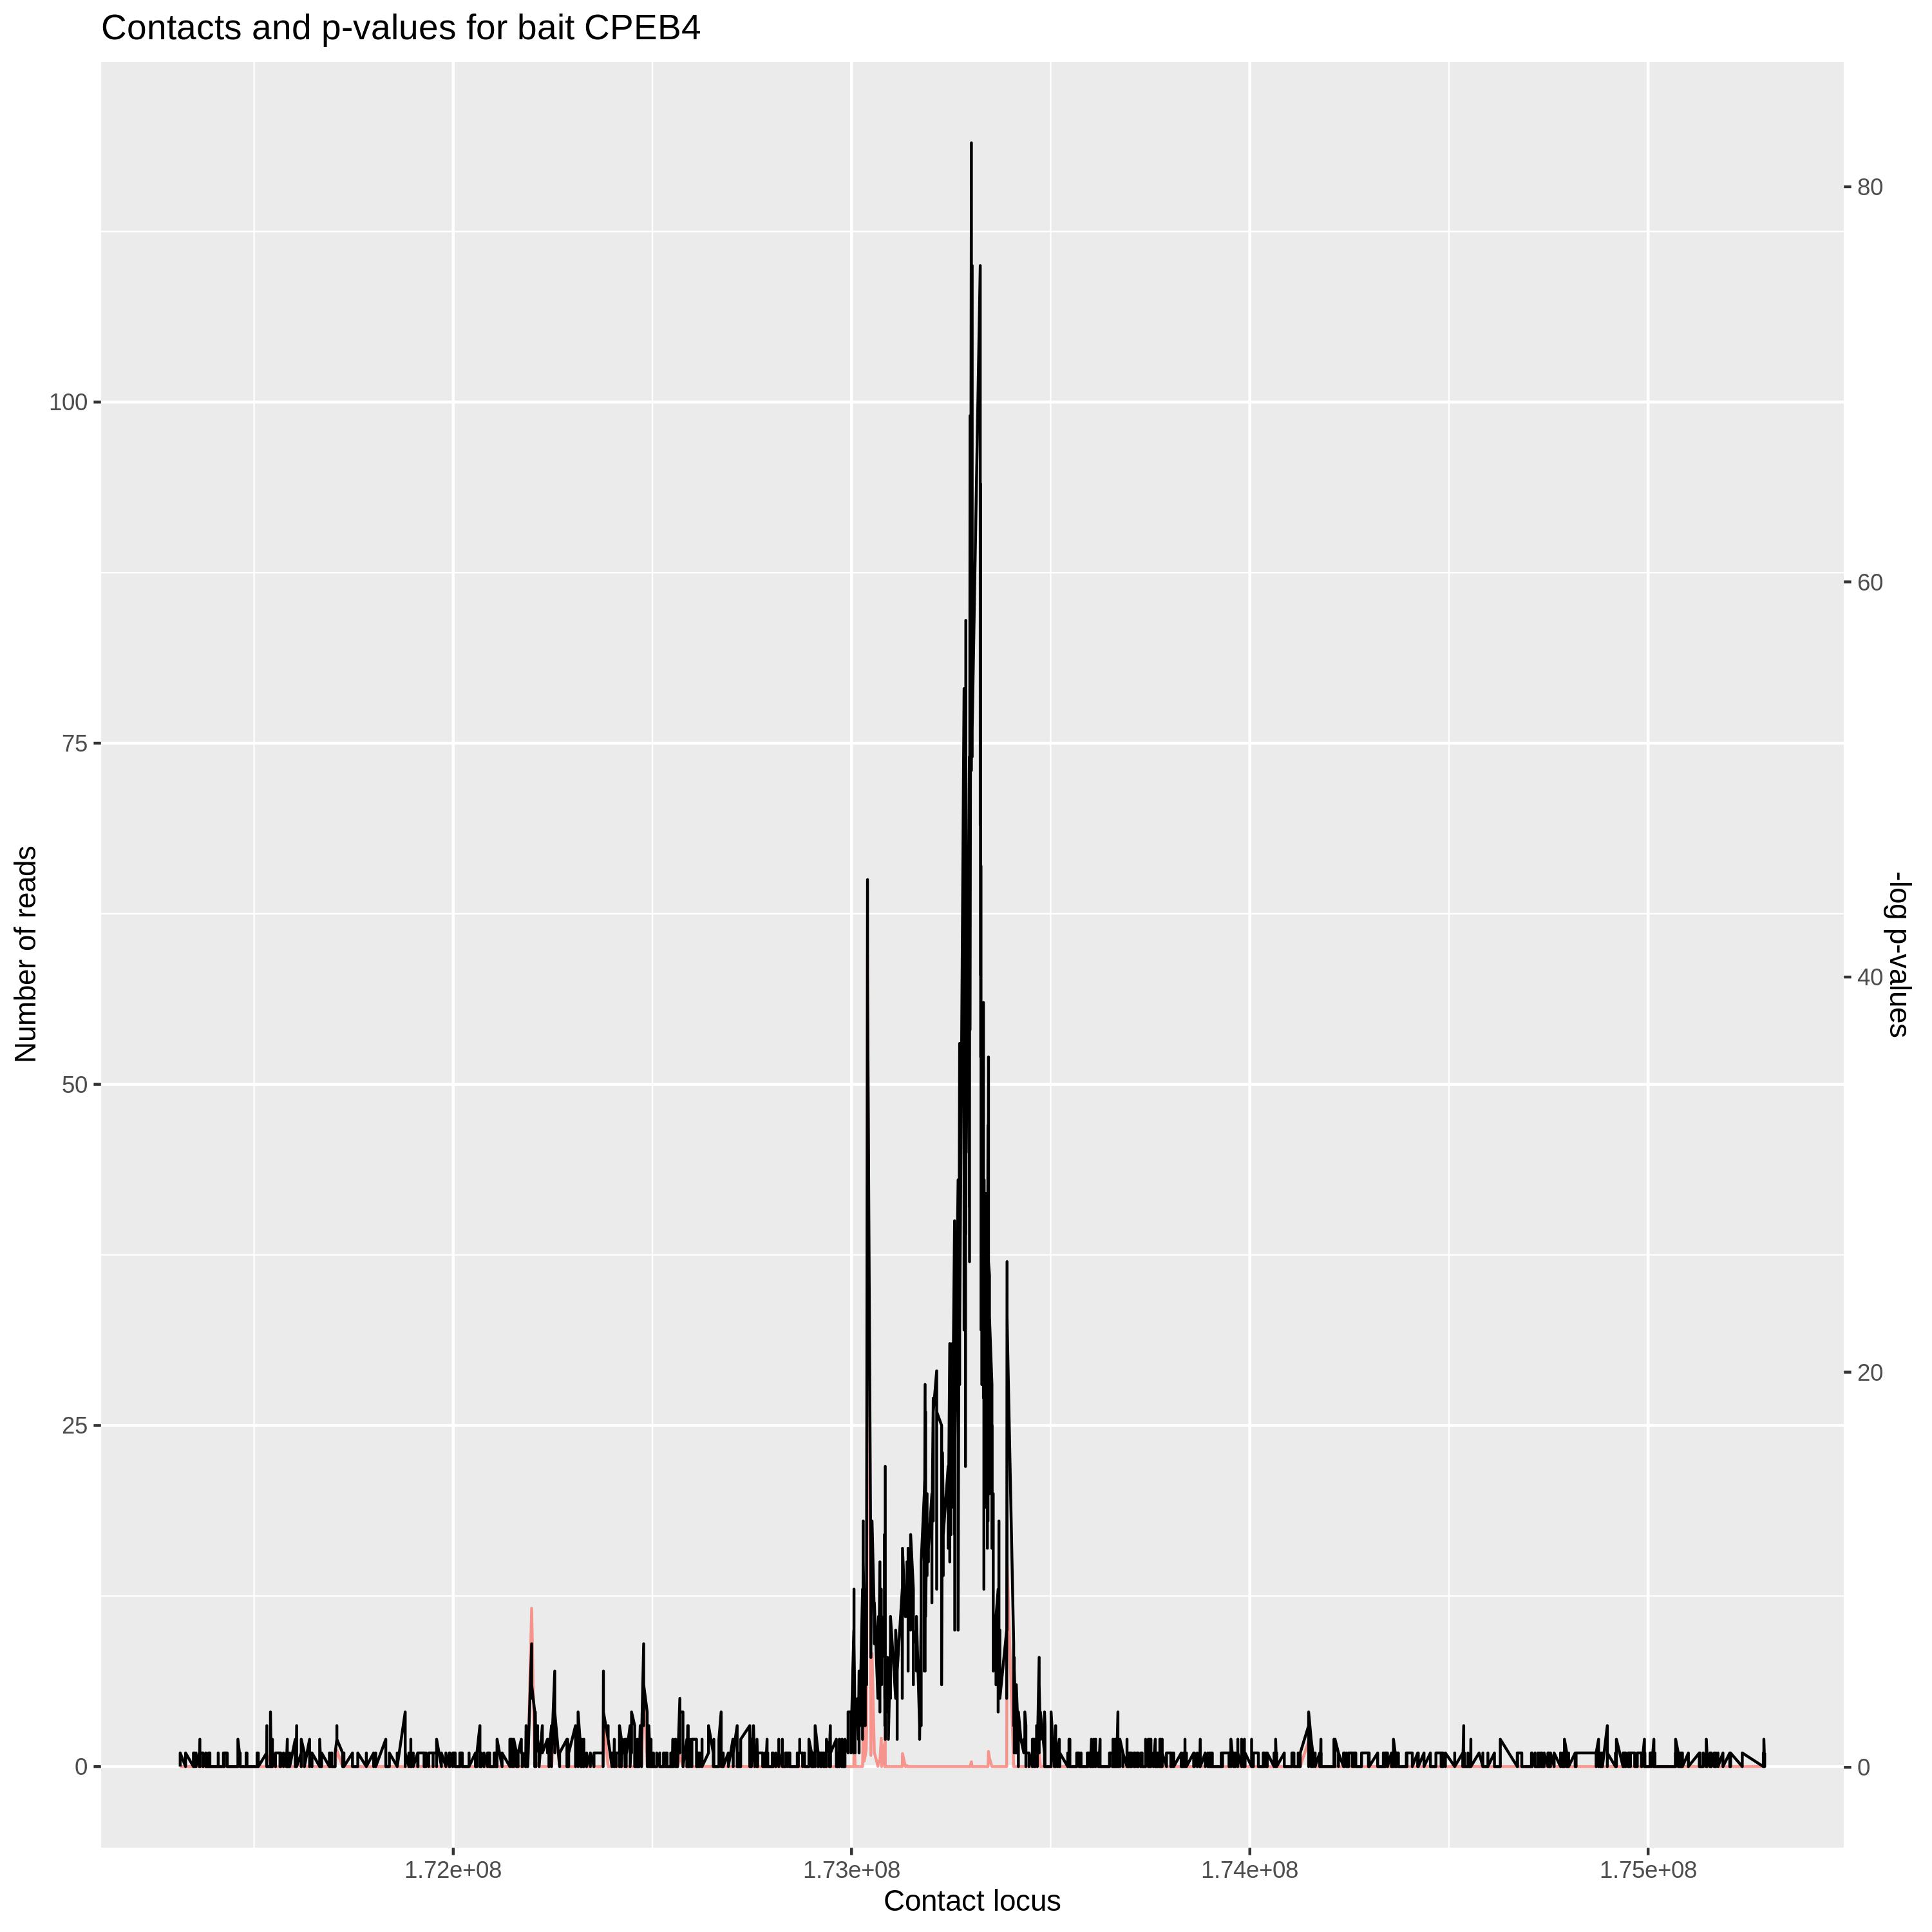 Contacts and p-values for bait CPEB4
100
75
50
25
0
Number of reads
80
60
40
20
0
-log p-values
1.72e+08
1.73e+08
1.74e+08
1.75e+08
Contact locus